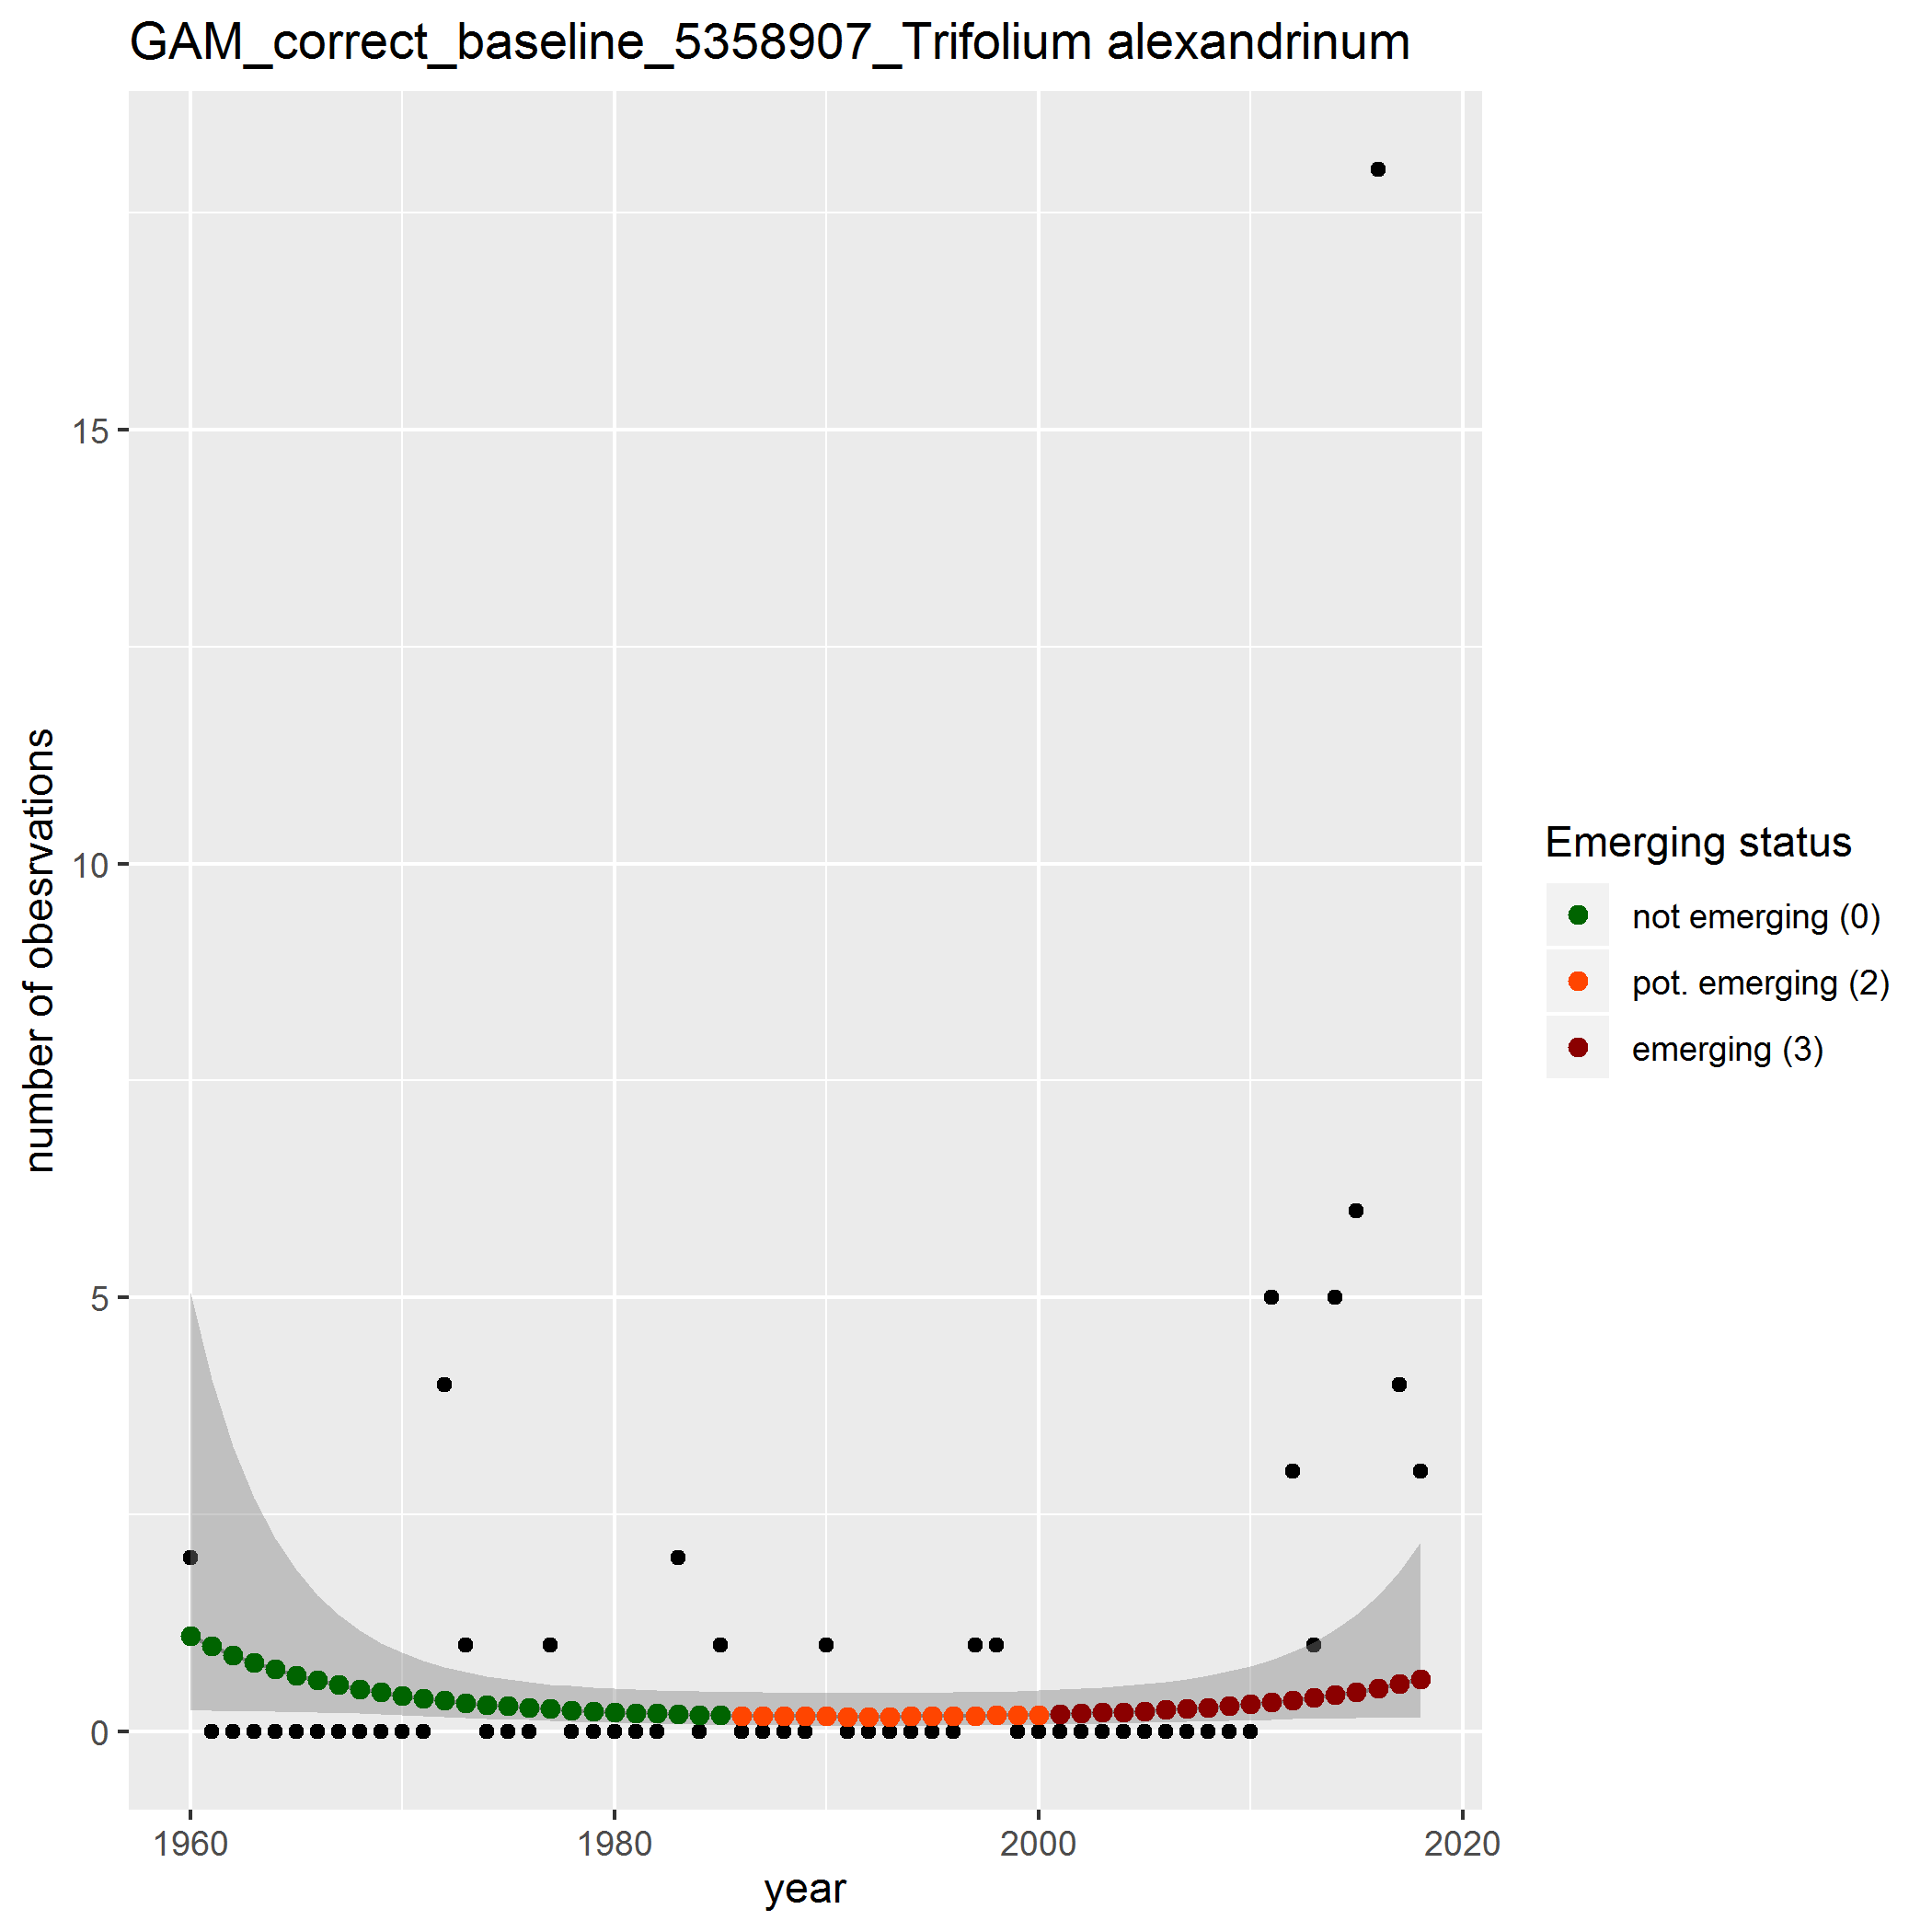 GAM_correct_baseline_5358907_Trifolium alexandrinum
number of obesrvations
15
10
5
0
1960
1980
2000
2020
year
Emerging status
not emerging (0)
pot. emerging (2)
emerging (3)